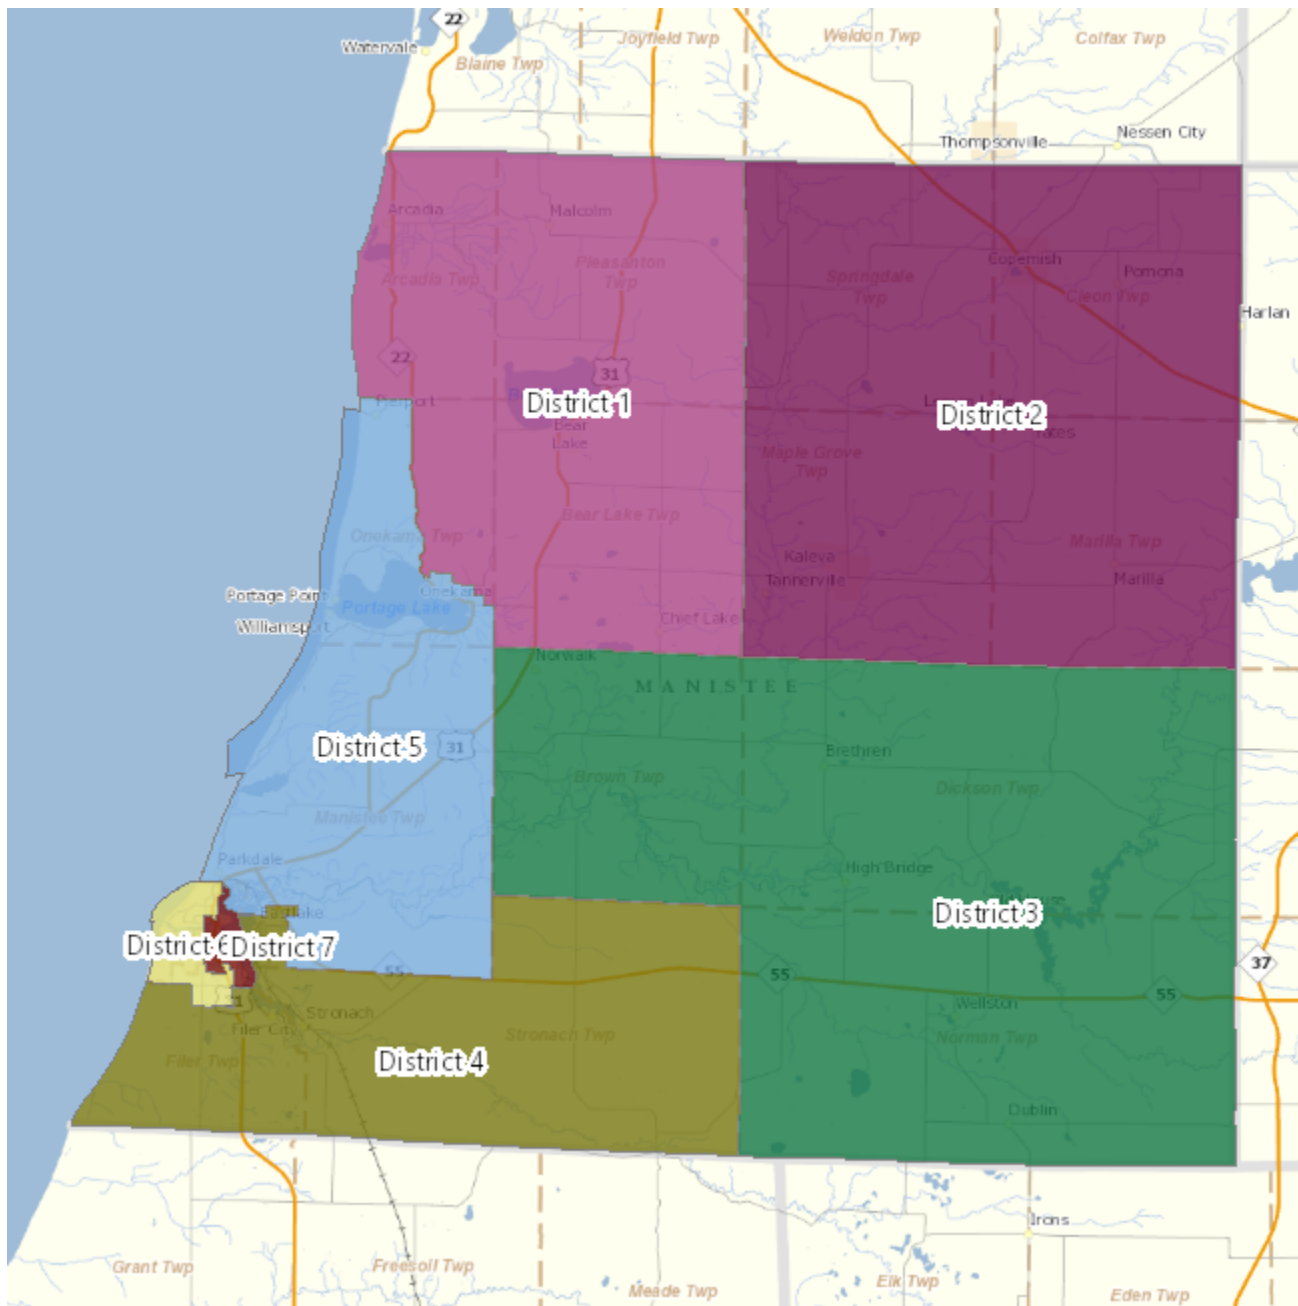 22
Watervale
Joyfield Twp
Weldon Twp
Colfax Twp
Blaine Twp
Nessen City
Thompsonville
Arcadia
Malcolm
Copemish
Pleasanton
Twp
Pomona
Arcadia Twp
Springdale
Twp
Cleon Twp
Harlan
22
31
Pierport
District 1
District 2
Bear
Lake
Yates
Maple Grove
Twp
Bear Lake Twp
Onekama Twp
Marilla Twp
Kaleva
Tannerville
Marilla
Portage Point
Onekama
Portage Lake
Williamsport
Chief Lake
Norwalk
MANISTEE
District 5
31
Brethren
Brown Twp
Dickson Twp
Manistee Twp
Parkdale
High Bridge
Eastlake
District 3
District 6
District 7
37
55
55
55
Wellston
Stronach
Filer City
Stronach Twp
Norman Twp
Filer Twp
District 4
Dublin
Irons
Grant Twp
Freesoil Twp
Meade Twp
Elk Twp
Eden Twp